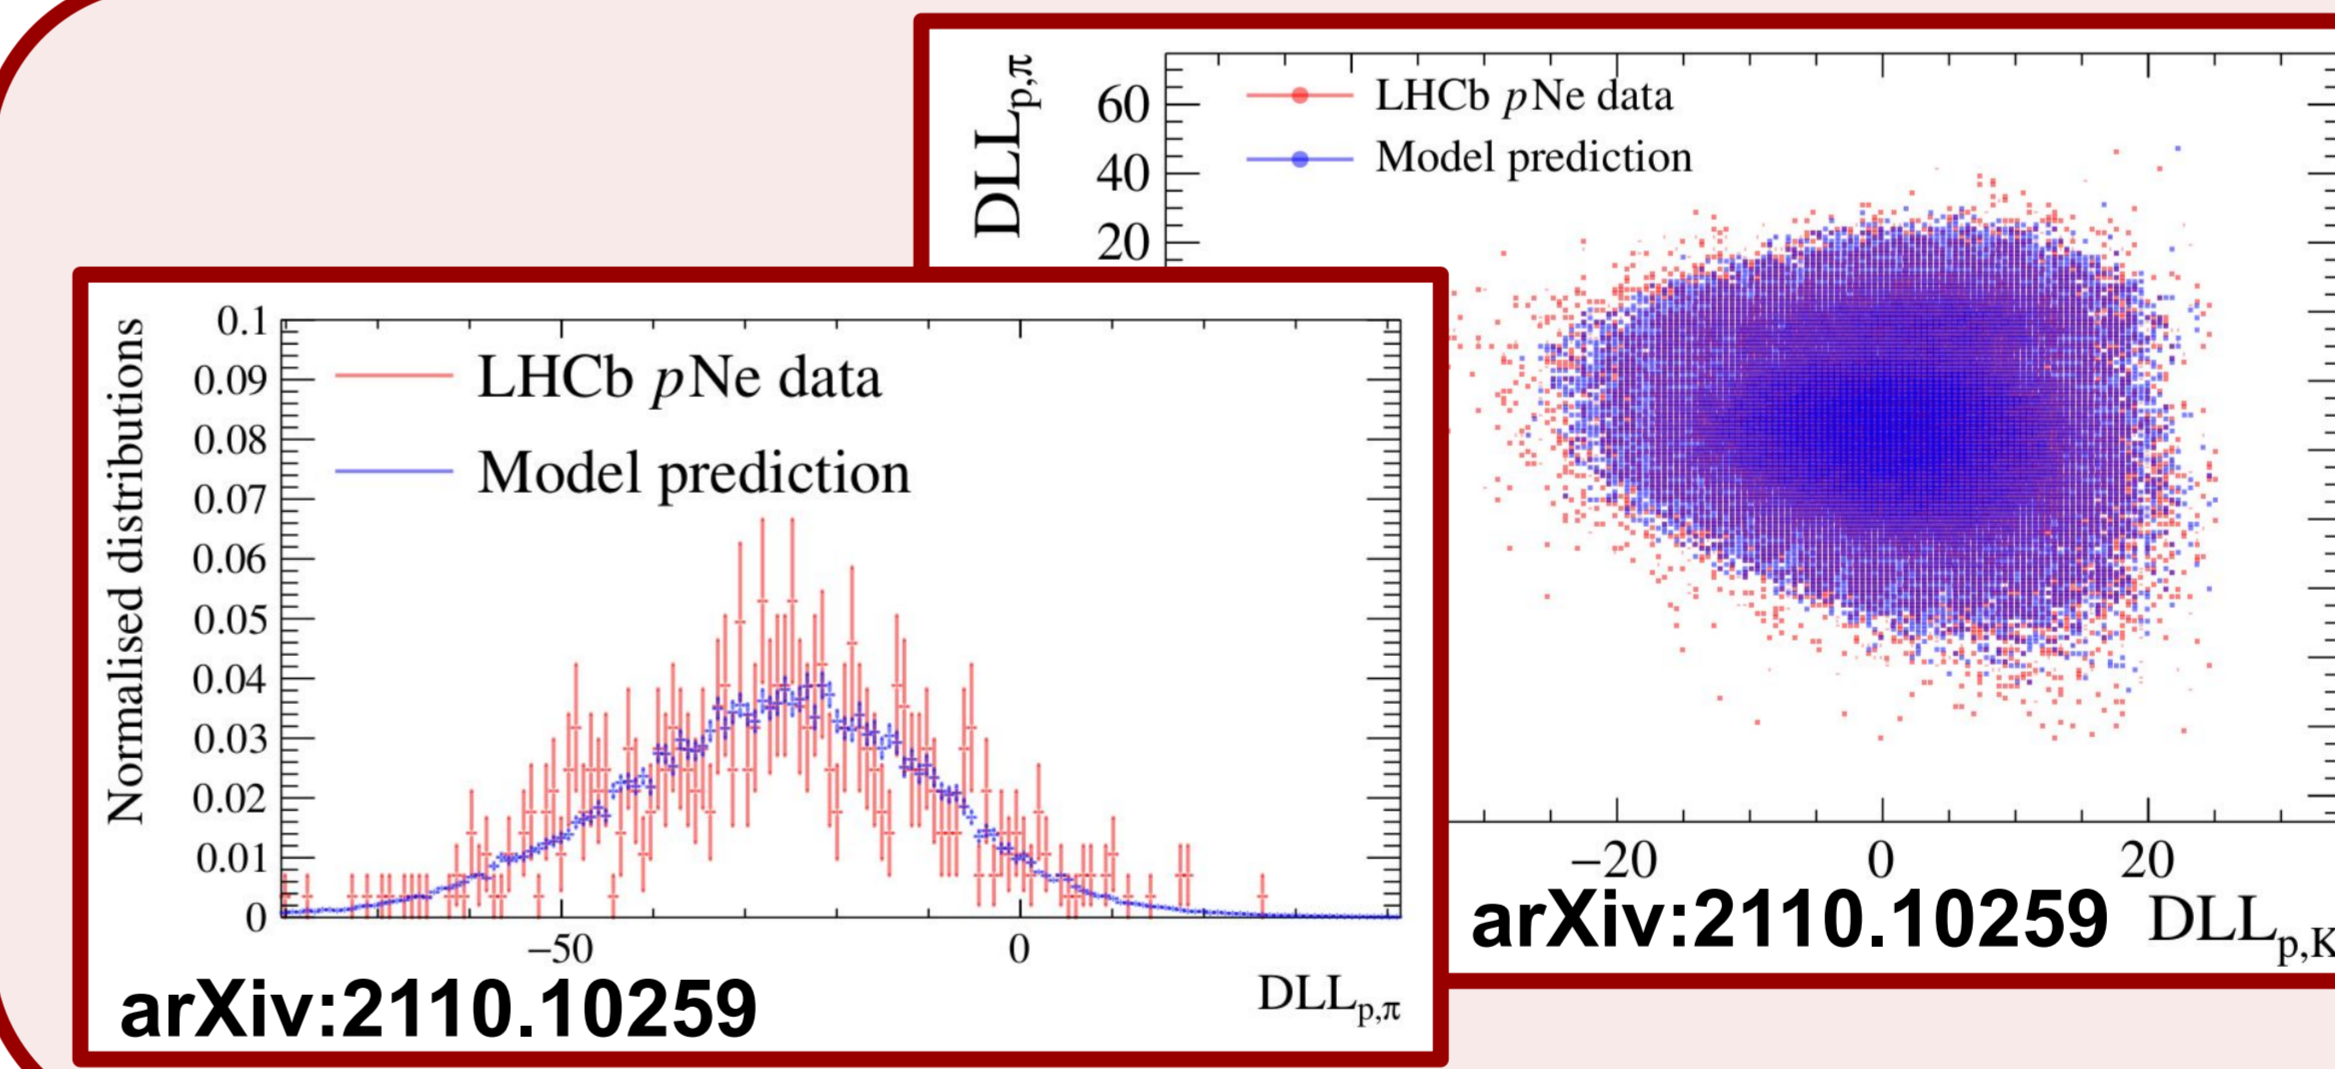 DLLp,π
60
40
20
LHCb pNe data
Model prediction
−20 0 20
arXiv:2110.10259
DLLp,K
Normalised distributions
0.1
0.09
0.08
0.07
0.06
0.05
0.04
0.03
0.02
0.01
0
LHCb pNe data
Model prediction
−50 0
DLLp,π
arXiv:2110.10259